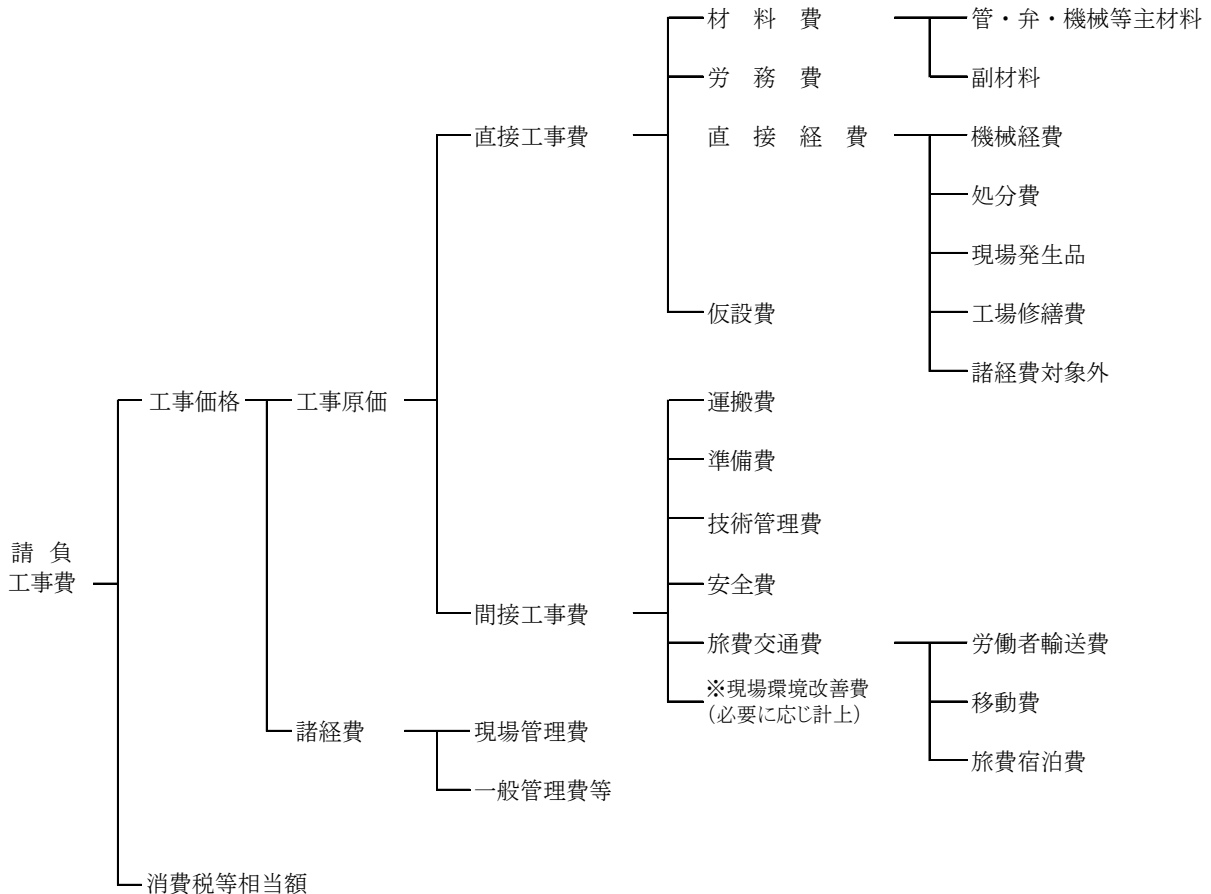 材　料　費
管・弁・機械等主材料
労　務　費
副材料
直接工事費
直　接　経　費
機械経費
処分費
現場発生品
仮設費
工場修繕費
諸経費対象外
工事価格
工事原価
運搬費
準備費
技術管理費
請　負
工事費
安全費
間接工事費
旅費交通費
労働者輸送費
※現場環境改善費
（必要に応じ計上）
移動費
諸経費
現場管理費
旅費宿泊費
一般管理費等
消費税等相当額